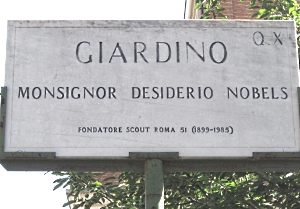 Q.X
GIARDINO
MONSIGNOR DESIDERIO NOBELS
FONDATORE SCOUT ROMA 51 (1899-1985)